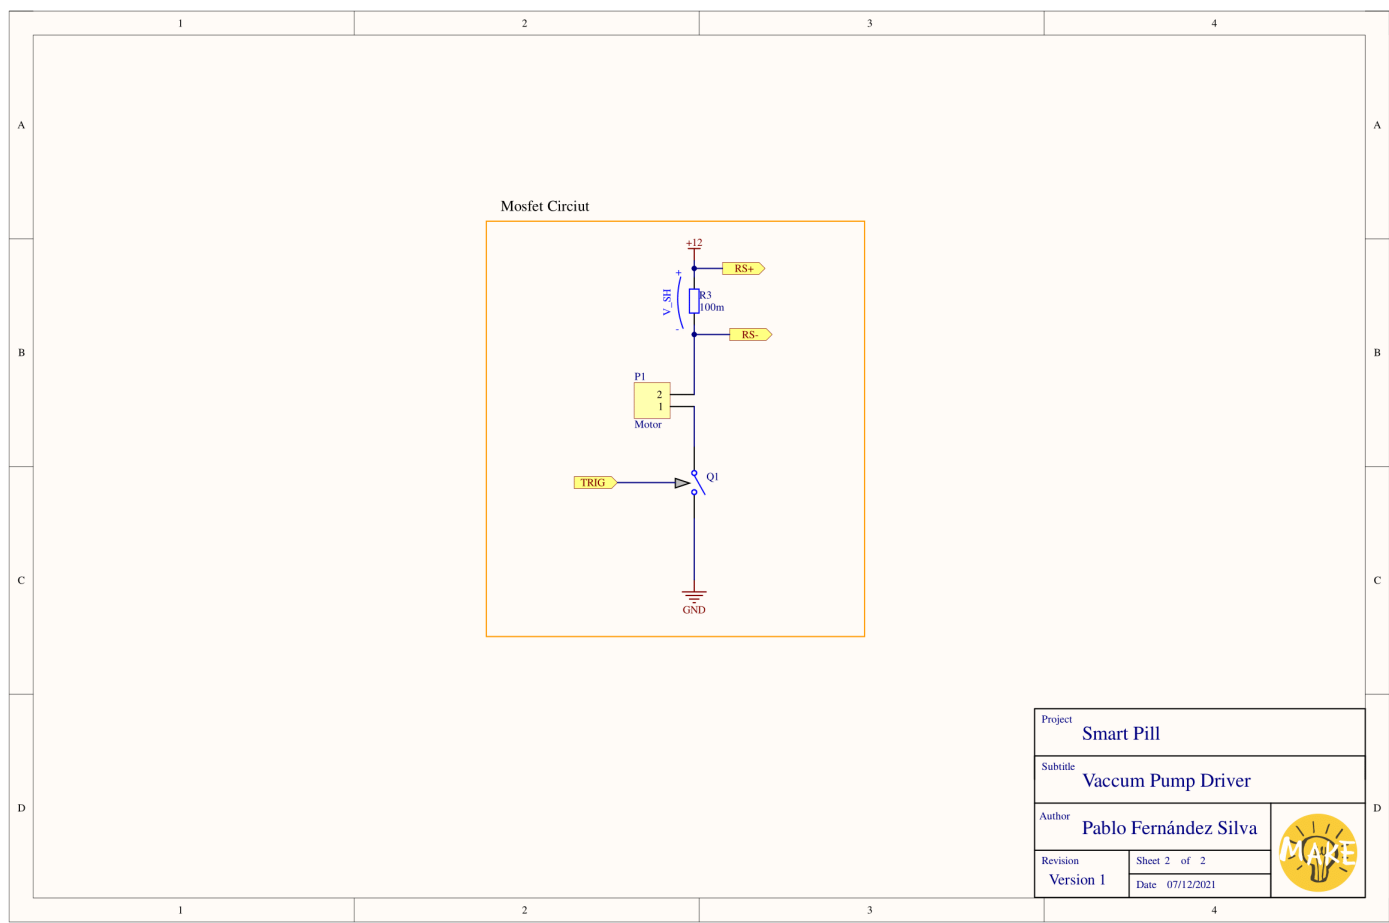 1 2 3 4
A A
Mosfet Circiut
+12
RS+
+
V_SH
R3
100m
-
RS-
B B
P1
2
1
Motor
TRIG
Q1
C C
GND
Project
Smart Pill
Subtitle
Vaccum Pump Driver
D D
Author
Pablo Fernández Silva
MAKE
Revision
Version 1
Sheet 2 of 2
Date 07/12/2021
1 2 3 4